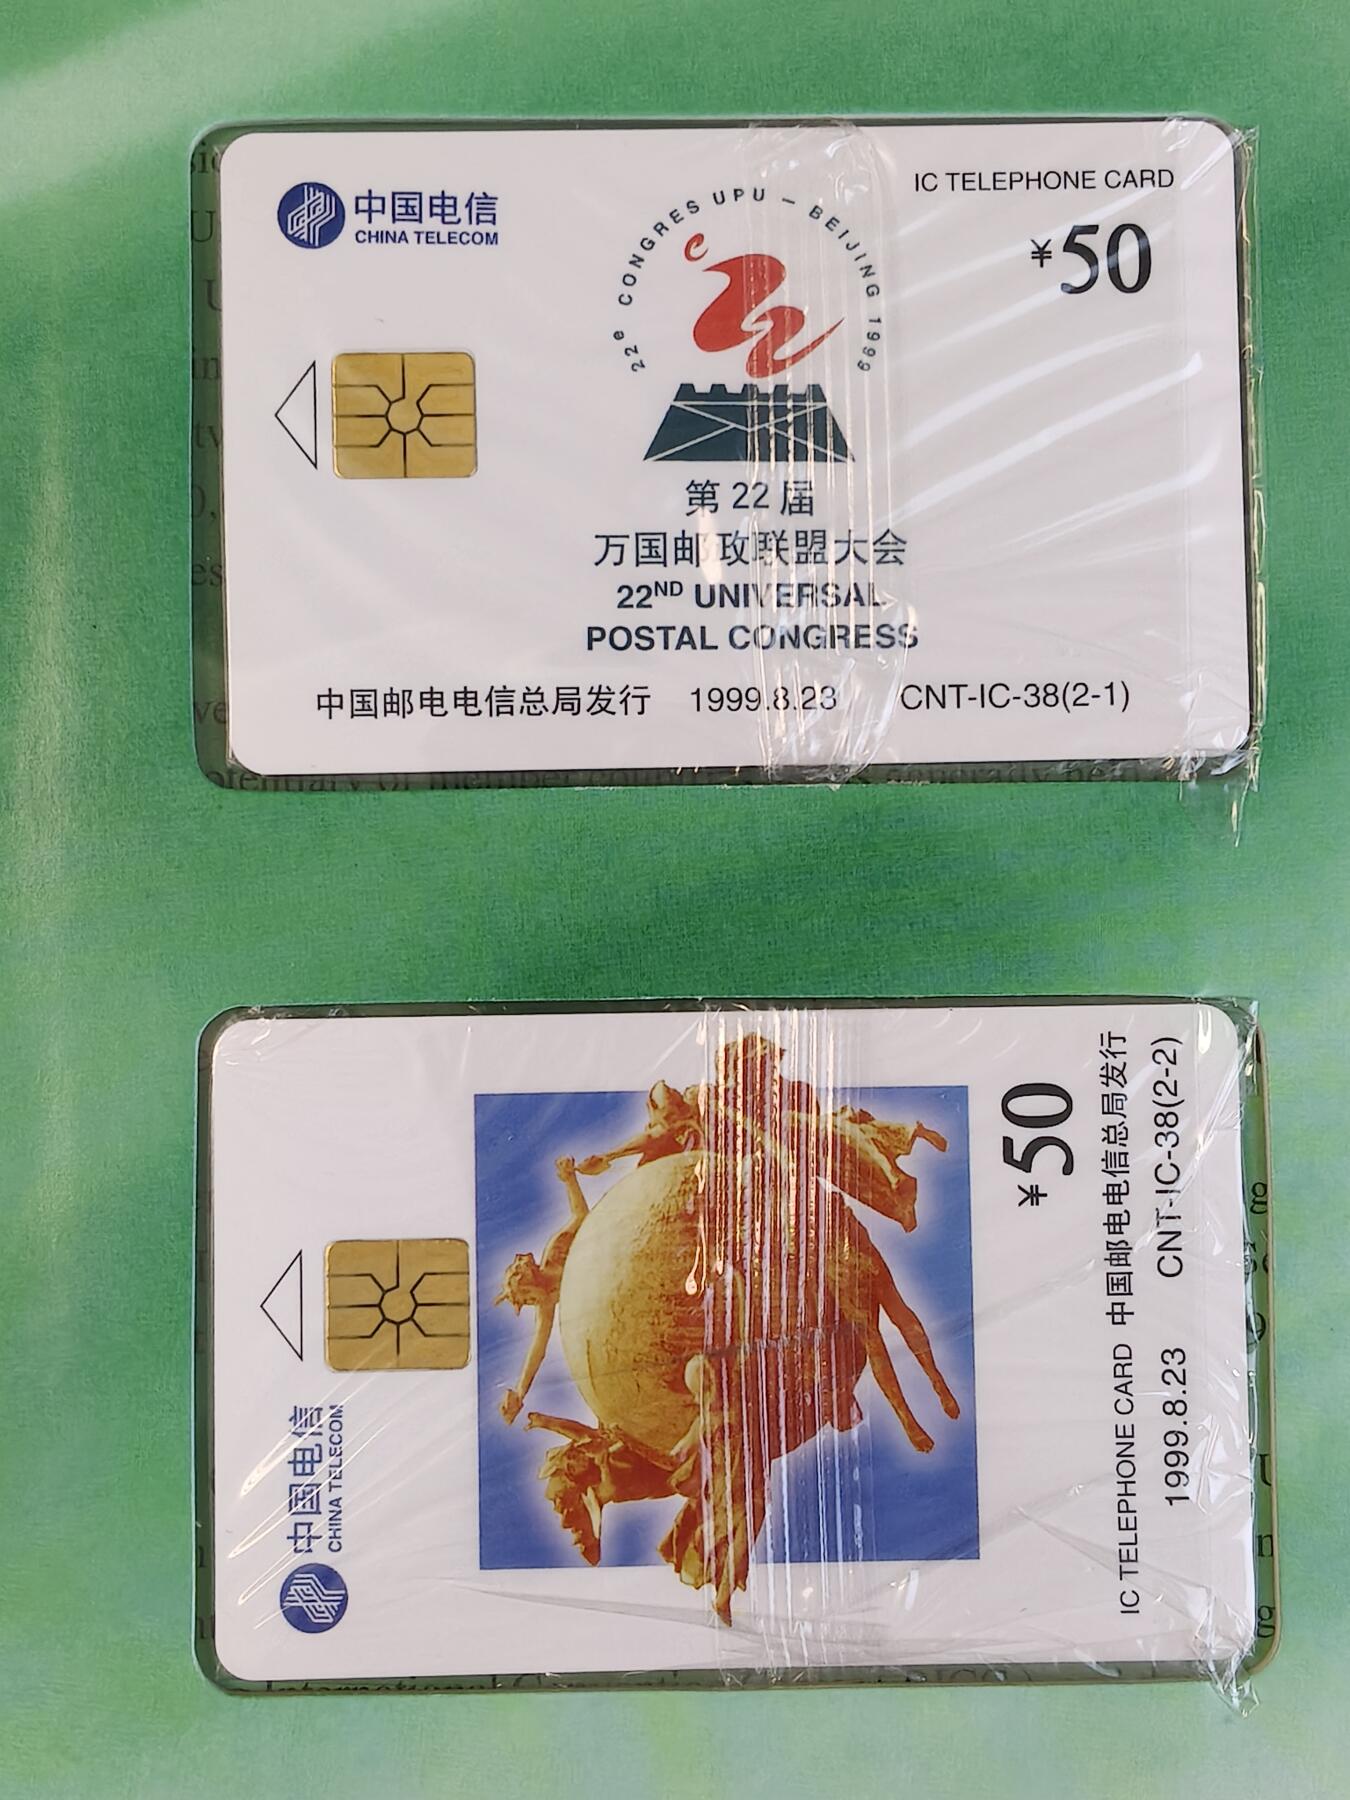 中国电信
CHINA TELECOM
22e CONGRES UPU – BEIJING 1999
IC TELEPHONE CARD
¥50
第22届
万国邮政联盟大会
22ND UNIVERSAL
POSTAL CONGRESS
中国邮电电信总局发行 1999.8.23 CNT-IC-38(2-1)
中国电信
CHINA TELECOM
¥50
IC TELEPHONE CARD 中国邮电电信总局发行
1999.8.23 CNT-IC-38(2-2)